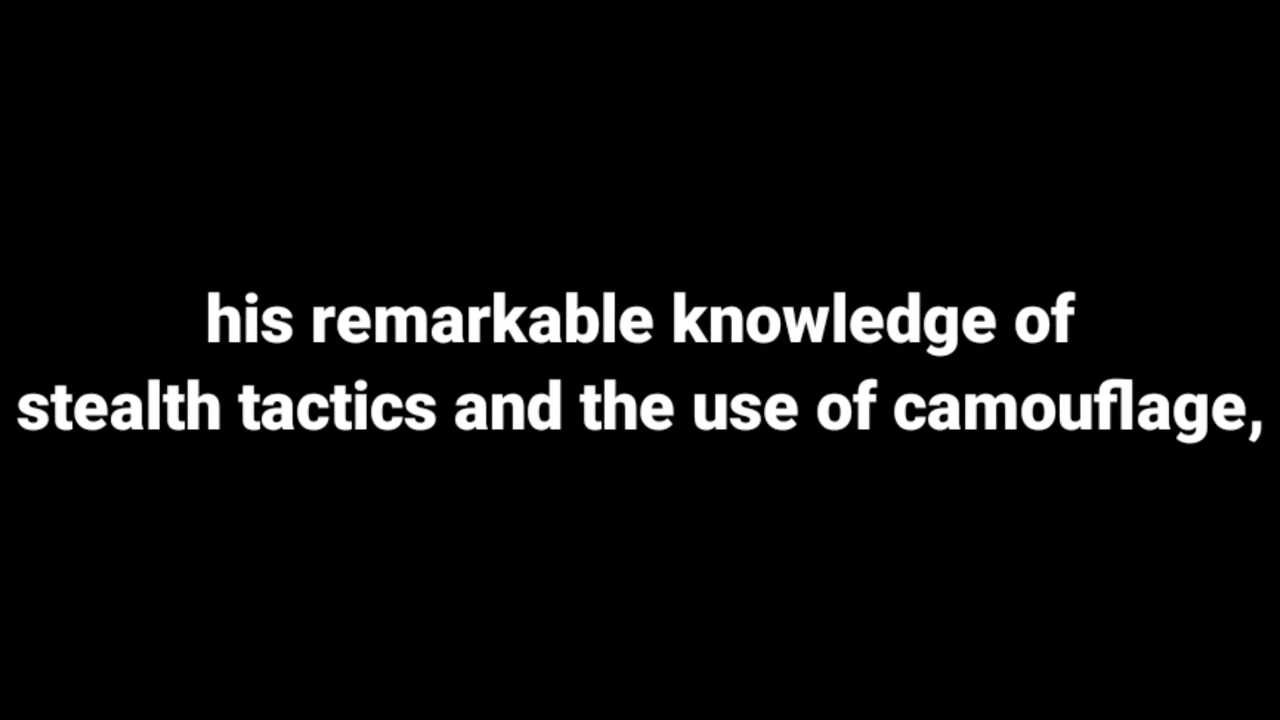 his remarkable knowledge of
stealth tactics and the use of camouflage,